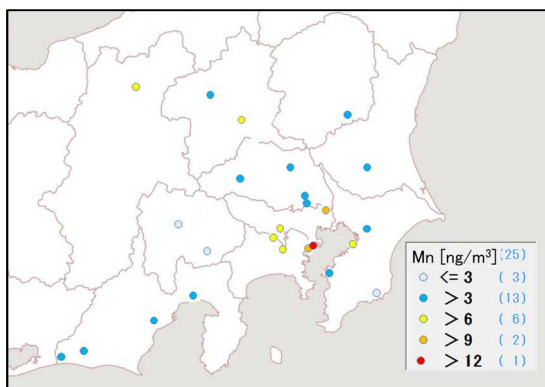 Mn [ng/m³] (25)
<= 3 ( 3)
> 3 (13)
> 6 ( 6)
> 9 ( 2)
> 12 ( 1)